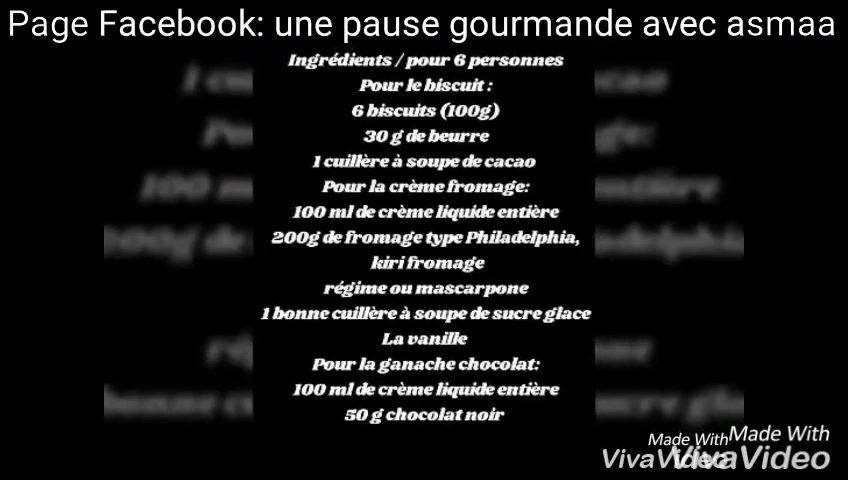 Page Facebook: une pause gourmande avec asmaa
Ingrédients / pour 6 personnes
Pour le biscuit :
6 biscuits (100g)
30 g de beurre
1 cuillère à soupe de cacao
Pour la crème fromage:
100 ml de crème liquide entière
200g de fromage type Philadelphia,
kiri fromage
régime ou mascarpone
1 bonne cuillère à soupe de sucre glace
La vanille
Pour la ganache chocolat:
100 ml de crème liquide entière
50 g chocolat noir
Made With
VivaVideo
Made With
VivaVideo